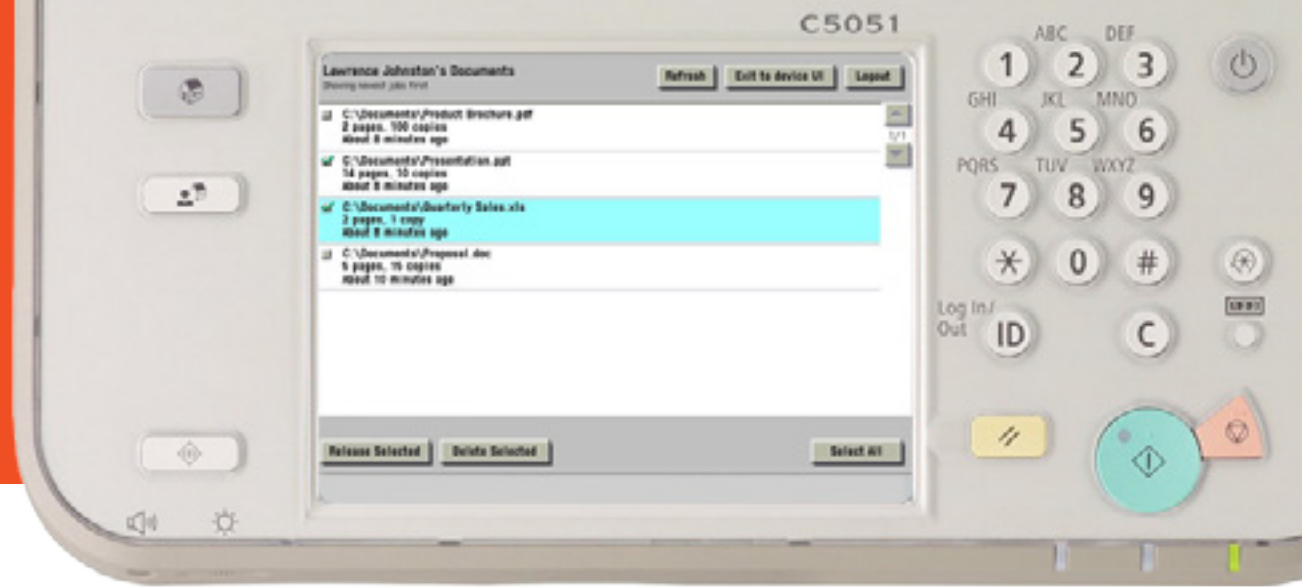 C5051
Lawrence Johnston's Documents
Showing newest jobs first
Refresh
Exit to device UI
Logout
C:\Documents\Product Brochure.pdf
2 pages, 100 copies
About 8 minutes ago
C:\Documents\Presentation.ppt
14 pages, 10 copies
About 8 minutes ago
C:\Documents\Quarterly Sales.xls
3 pages, 1 copy
About 8 minutes ago
C:\Documents\Proposal.doc
5 pages, 15 copies
About 10 minutes ago
1/1
Release Selected
Delete Selected
Select All
ABC DEF
1 2 3
GHI JKL MNO
4 5 6
PQRS TUV WXYZ
7 8 9
* 0 #
Log In/
Out
ID C